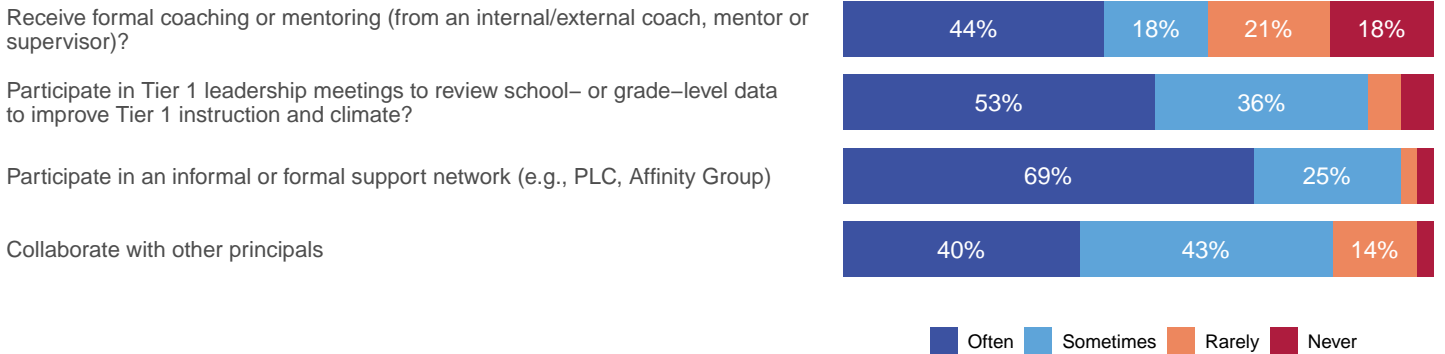 Receive formal coaching or mentoring (from an internal/external coach, mentor or
supervisor)?
44% 18% 21% 18%
Participate in Tier 1 leadership meetings to review school− or grade−level data
to improve Tier 1 instruction and climate?
53% 36%
Participate in an informal or formal support network (e.g., PLC, Affinity Group)
69% 25%
Collaborate with other principals
40% 43% 14%
Often Sometimes Rarely Never